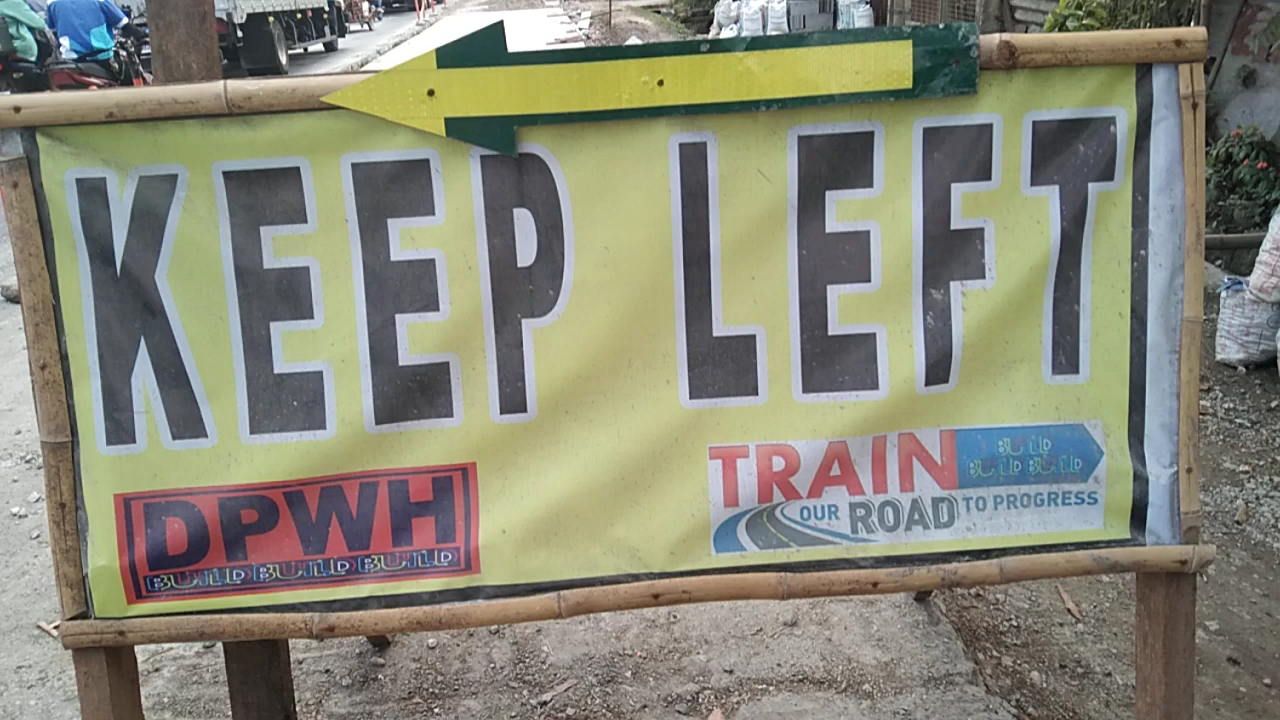 KEEP LEFT
DPWH
BUILD BUILD BUILD
TRAIN
BUILD
BUILD BUILD
OUR ROAD TO PROGRESS